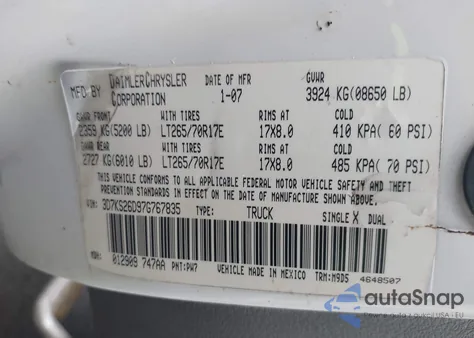 MFD BY DAIMLERCHRYSLER CORPORATION DATE OF MFR 1-07 GVWR 3924 KG(08650 LB)
GAWR FRONT WITH TIRES RIMS AT COLD
2359 KG(5200 LB) LT265/70R17E 17X8.0 410 KPA( 60 PSI)
GAWR REAR WITH TIRES RIMS AT COLD
2727 KG(6010 LB) LT265/70R17E 17X8.0 485 KPA( 70 PSI)
THIS VEHICLE CONFORMS TO ALL APPLICABLE FEDERAL MOTOR VEHICLE SAFETY AND THEFT
PREVENTION STANDARDS IN EFFECT ON THE DATE OF MANUFACTURE SHOWN ABOVE.
VIN: 3D7KS26D97G767835 TYPE: TRUCK SINGLE X DUAL
MDH: 012909 747AA PNT: PW7 VEHICLE MADE IN MEXICO TRM: M9D5 4648507
autoSnap